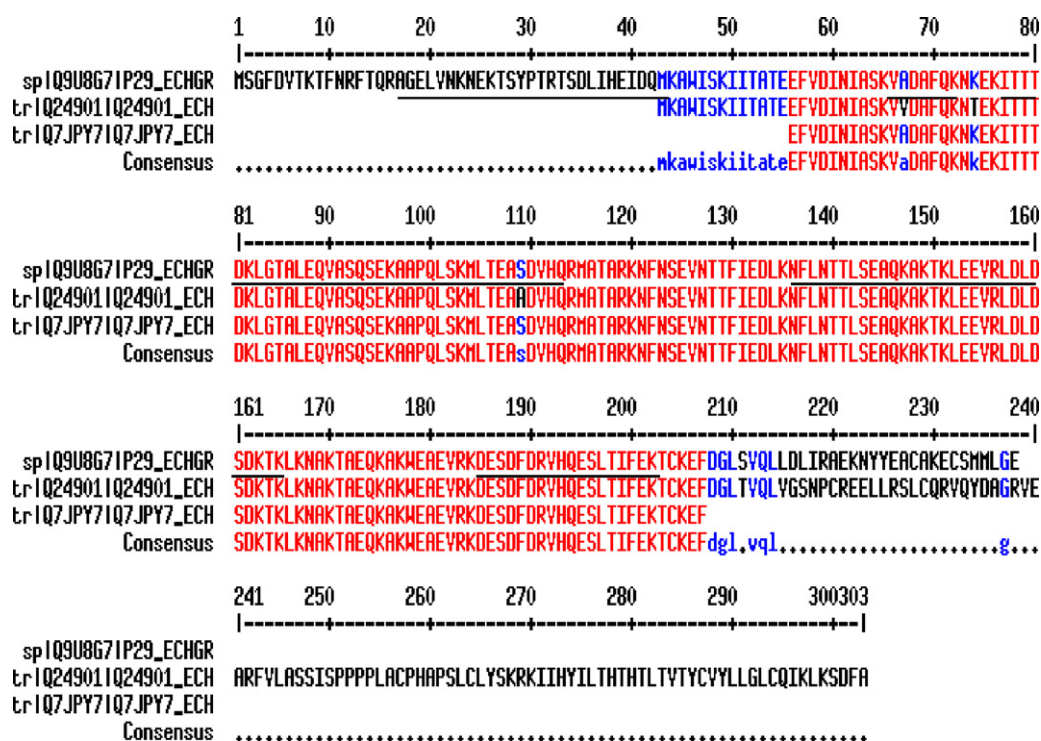 1 10 20 30 40 50 60 70 80
|--------+---------+---------+---------+---------+---------+---------+---------|
sp|Q9U8G7|P29_ECHGR MSGFDVTKTFNRFTQRAGELVNKNEKTSYPTRTSDLIHEIDQMKAWISKIITATEEFVDINIASKVADAFQKNKEKITTT
tr|Q24901|Q24901_ECH MKAWISKIITATEEFVDINIASKVVDAFQKNTEKITTT
tr|Q7JPY7|Q7JPY7_ECH EFVDINIASKVADAFQKNKEKITTT
Consensus ..........................................mkawiskiitateEFVDINIASKVaDAFQKNkEKITTT
81 90 100 110 120 130 140 150 160
|--------+---------+---------+---------+---------+---------+---------+---------|
sp|Q9U8G7|P29_ECHGR DKLGTALEQVASQSEKAAPQLSKMLTEASDVHQRMATARKNFNSEVNTTFIEDLKNFLNTTLSEAQKAKTKLEEVRLDLD
tr|Q24901|Q24901_ECH DKLGTALEQVASQSEKAAPQLSKMLTEAADVHQRMATARKNFNSEVNTTFIEDLKNFLNTTLSEAQKAKTKLEEVRLDLD
tr|Q7JPY7|Q7JPY7_ECH DKLGTALEQVASQSEKAAPQLSKMLTEASDVHQRMATARKNFNSEVNTTFIEDLKNFLNTTLSEAQKAKTKLEEVRLDLD
Consensus DKLGTALEQVASQSEKAAPQLSKMLTEAsDVHQRMATARKNFNSEVNTTFIEDLKNFLNTTLSEAQKAKTKLEEVRLDLD
161 170 180 190 200 210 220 230 240
|--------+---------+---------+---------+---------+---------+---------+---------|
sp|Q9U8G7|P29_ECHGR SDKTKLKNAKTAEQKAKWEAEVRKDESDFDRVHQESLTIFEKTCKEFDGLSVQLLDLIRAEKNYYEACAKECSMMLGE
tr|Q24901|Q24901_ECH SDKTKLKNAKTAEQKAKWEAEVRKDESDFDRVHQESLTIFEKTCKEFDGLTVQLVGSNPCREELLRSLCQRVQYDAGRVE
tr|Q7JPY7|Q7JPY7_ECH SDKTKLKNAKTAEQKAKWEAEVRKDESDFDRVHQESLTIFEKTCKEF
Consensus SDKTKLKNAKTAEQKAKWEAEVRKDESDFDRVHQESLTIFEKTCKEFdgl.vql......................g...
241 250 260 270 280 290 300303
|--------+---------+---------+---------+---------+---------+--|
sp|Q9U8G7|P29_ECHGR
tr|Q24901|Q24901_ECH ARFVLASSISPPPPLACPHAPSLCLYSKRKIIHYILTHTHTLTVTYCVYLLGLCQIKLKSDFA
tr|Q7JPY7|Q7JPY7_ECH
Consensus ...............................................................